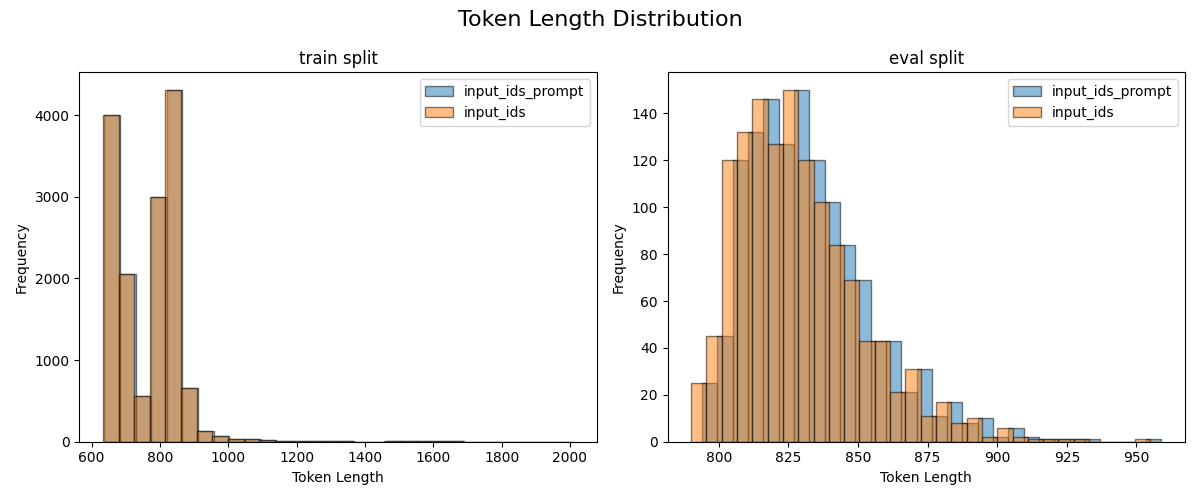 Token Length Distribution
train split
input_ids_prompt
input_ids
Frequency
4000
3000
2000
1000
0
600
800
1000
1200
1400
1600
1800
2000
Token Length
eval split
input_ids_prompt
input_ids
Frequency
140
120
100
80
60
40
20
0
800
825
850
875
900
925
950
Token Length